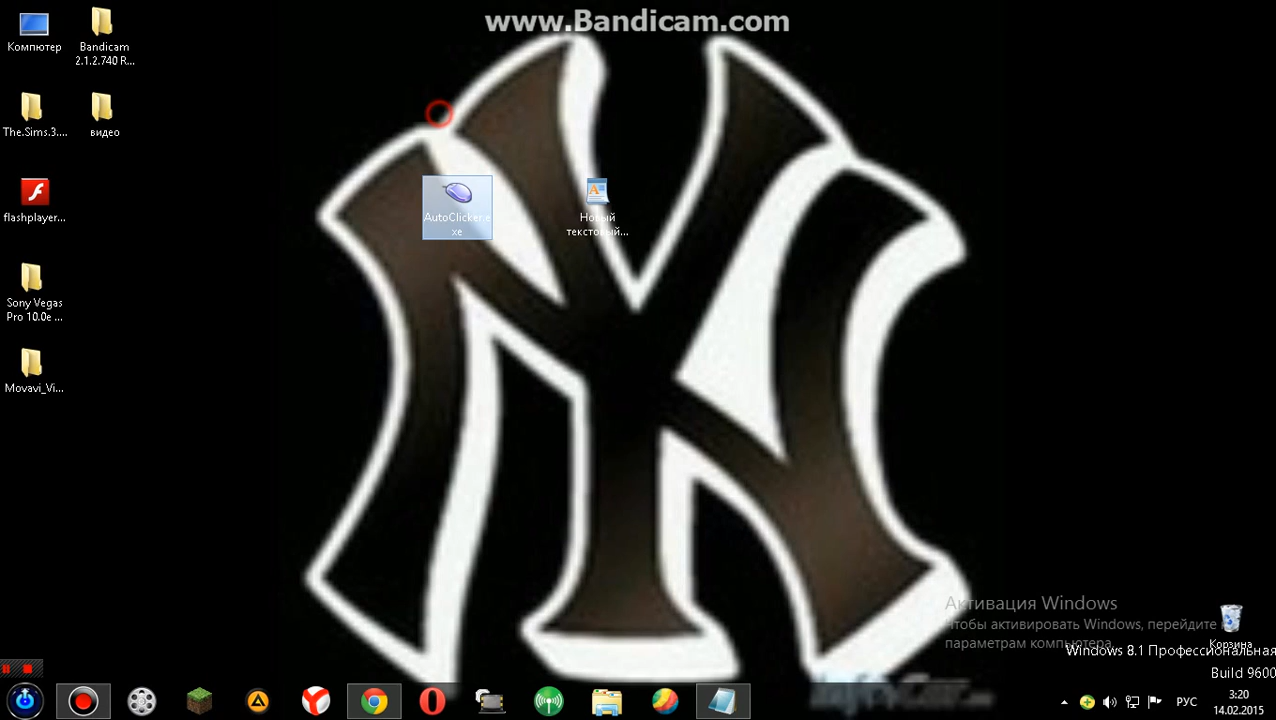 www.Bandicam.com
Компьютер
Bandicam
2.1.2.740 R...
The.Sims.3....
видео
flashplayer...
AutoClicker.e
xe
Новый
текстовый...
Sony Vegas
Pro 10.0e ...
Movavi_Vi...
Активация Windows
Чтобы активировать Windows, перейдите к
параметрам компьютера.
Корзина
Windows 8.1 Профессиональная
Build 9600
РУС
3:20
14.02.2015